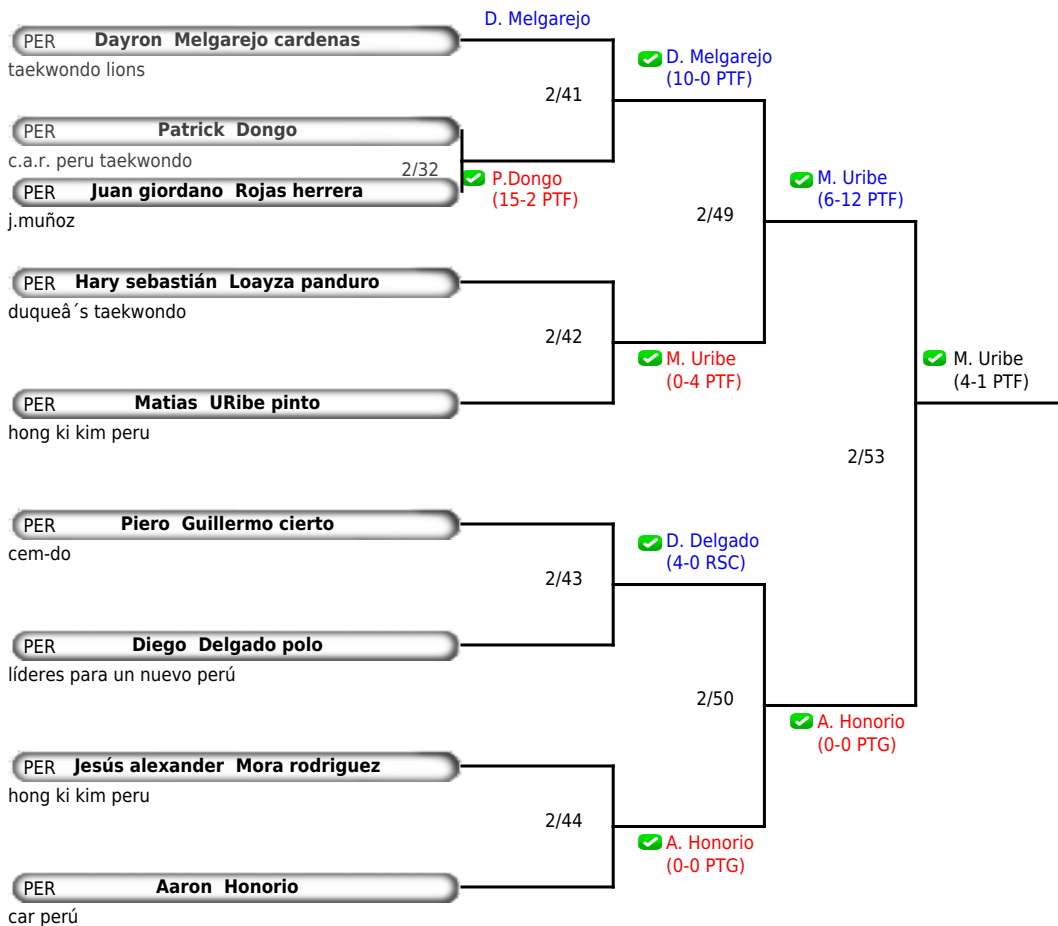 D. Melgarejo
PER Dayron Melgarejo cardenas
taekwondo lions
D. Melgarejo
(10-0 PTF)
2/41
PER Patrick Dongo
c.a.r. peru taekwondo
2/32
P.Dongo
(15-2 PTF)
PER Juan giordano Rojas herrera
j.muñoz
M. Uribe
(6-12 PTF)
2/49
PER Hary sebastián Loayza panduro
duqueâ´s taekwondo
2/42
M. Uribe
(0-4 PTF)
M. Uribe
(4-1 PTF)
PER Matias URibe pinto
hong ki kim peru
2/53
PER Piero Guillermo cierto
cem-do
D. Delgado
(4-0 RSC)
2/43
PER Diego Delgado polo
líderes para un nuevo perú
2/50
A. Honorio
(0-0 PTG)
PER Jesús alexander Mora rodriguez
hong ki kim peru
2/44
A. Honorio
(0-0 PTG)
PER Aaron Honorio
car perú